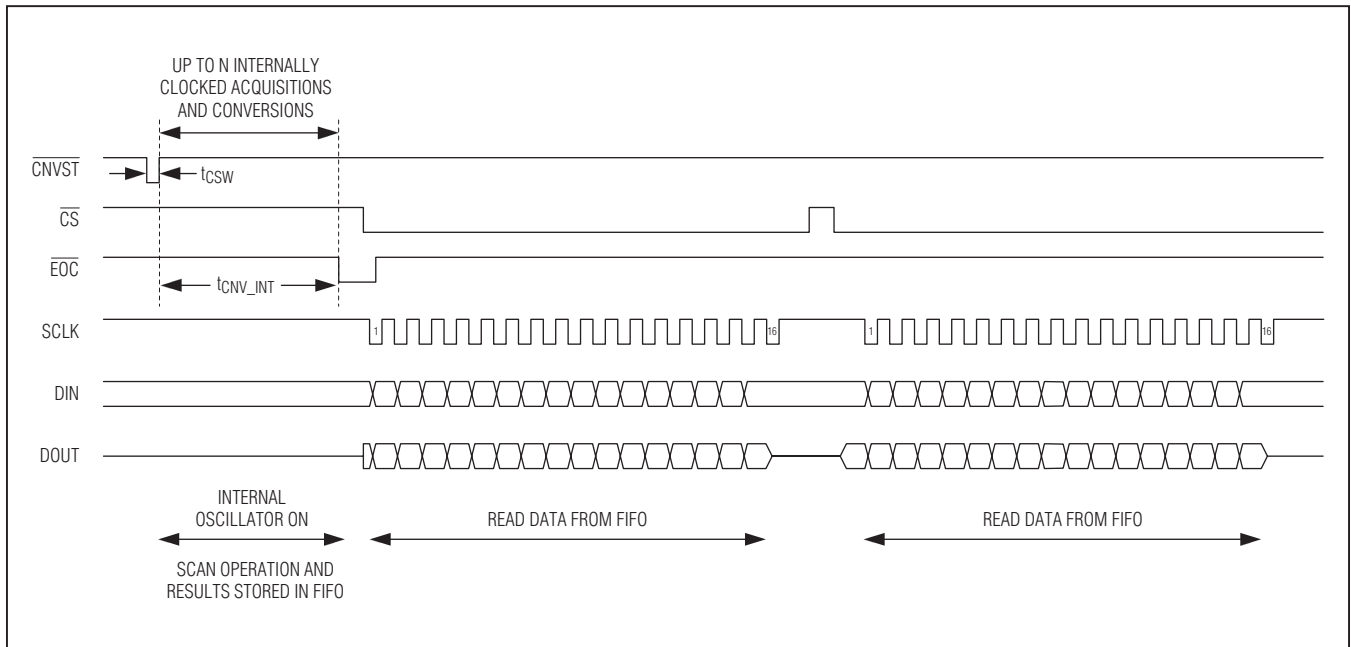 UP TO N INTERNALLY
CLOCKED ACQUISITIONS
AND CONVERSIONS
CNVST
tCSW
CS
EOC
tCNV_INT
SCLK
1
16
1
16
DIN
DOUT
INTERNAL
OSCILLATOR ON
READ DATA FROM FIFO
READ DATA FROM FIFO
SCAN OPERATION AND
RESULTS STORED IN FIFO